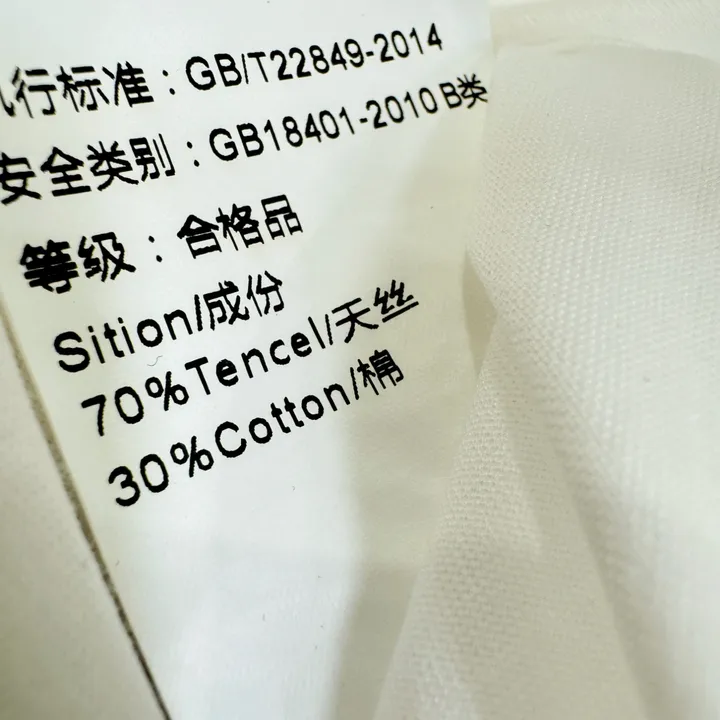 执行标准：GB/T22849-2014
安全类别：GB18401-2010 B类
等级：合格品
Sition/成份
70%Tencel/天丝
30%Cotton/棉